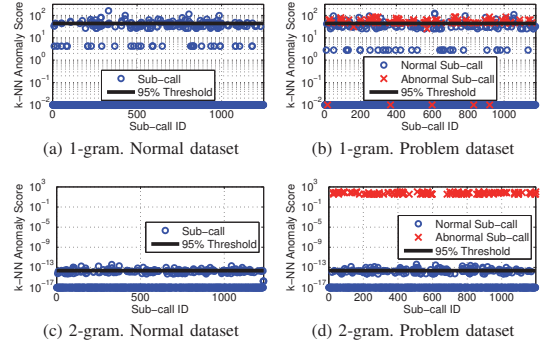 k−NN Anomaly Score
10^2
10^1
10^0
10^−1
10^−2
Sub−call
95% Threshold
0 500 1000
Sub−call ID
(a) 1-gram. Normal dataset
k−NN Anomaly Score
10^2
10^1
10^0
10^−1
10^−2
Normal Sub−call
Abnormal Sub−call
95% Threshold
0 200 400 600 800 1000
Sub−call ID
(b) 1-gram. Problem dataset
k−NN Anomaly Score
10^3
10^−1
10^−5
10^−9
10^−13
10^−17
Sub−call
95% Threshold
0 500 1000
Sub−call ID
(c) 2-gram. Normal dataset
k−NN Anomaly Score
10^3
10^−1
10^−5
10^−9
10^−13
10^−17
Normal Sub−call
Abnormal Sub−call
95% Threshold
0 200 400 600 800 1000
Sub−call ID
(d) 2-gram. Problem dataset